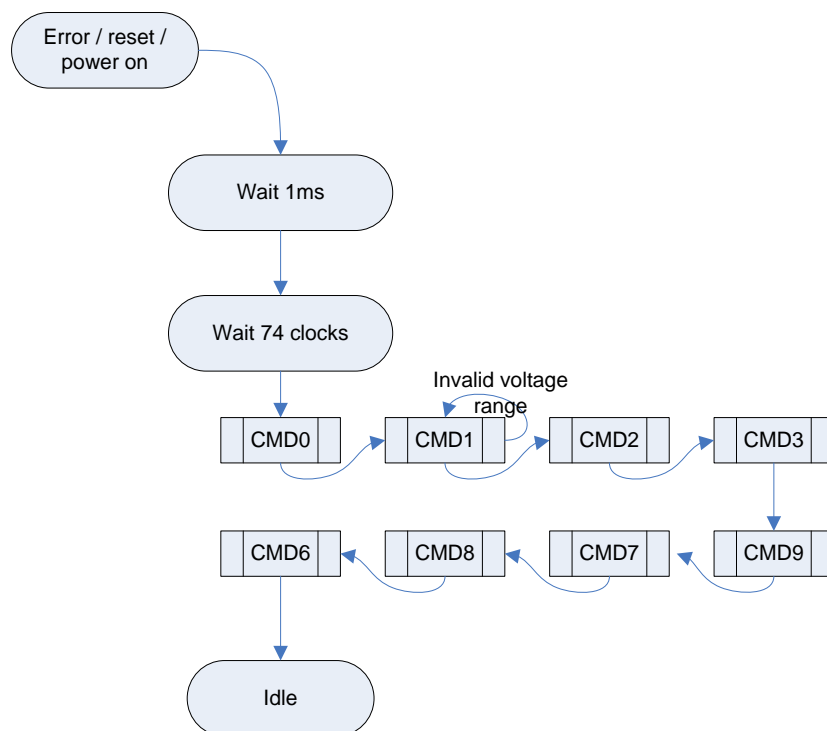 Error / reset /
power on
Wait 1ms
Wait 74 clocks
Invalid voltage
range
CMD0
CMD1
CMD2
CMD3
CMD6
CMD8
CMD7
CMD9
Idle